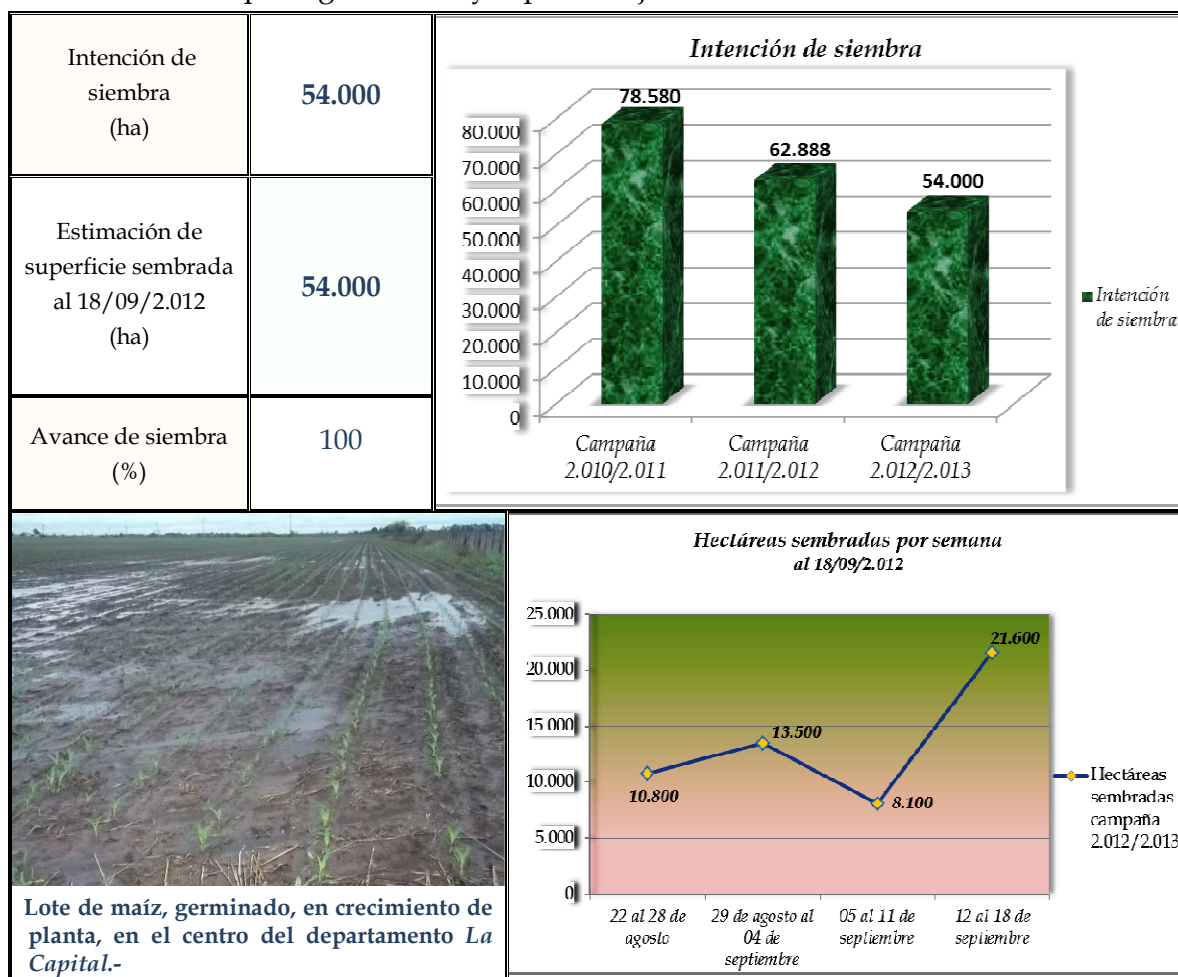 Intención de
siembra
(ha)
54.000
Estimación de
superficie sembrada
al 18/09/2.012
(ha)
54.000
Avance de siembra
(%)
100
Intención de siembra
78.580
62.888
54.000
80.000
70.000
60.000
50.000
40.000
30.000
20.000
10.000
0
Campaña
2.010/2.011
Campaña
2.011/2.012
Campaña
2.012/2.013
Intención
de siembra
Lote de maíz, germinado, en crecimiento de
planta, en el centro del departamento La
Capital.-
Hectáreas sembradas por semana
al 18/09/2.012
25.000
20.000
15.000
10.000
5.000
0
10.800
13.500
8.100
21.600
22 al 28 de
agosto
29 de agosto al
04 de
septiembre
05 al 11 de
septiembre
12 al 18 de
septiembre
Hectáreas
sembradas
campaña
2.012/2.013